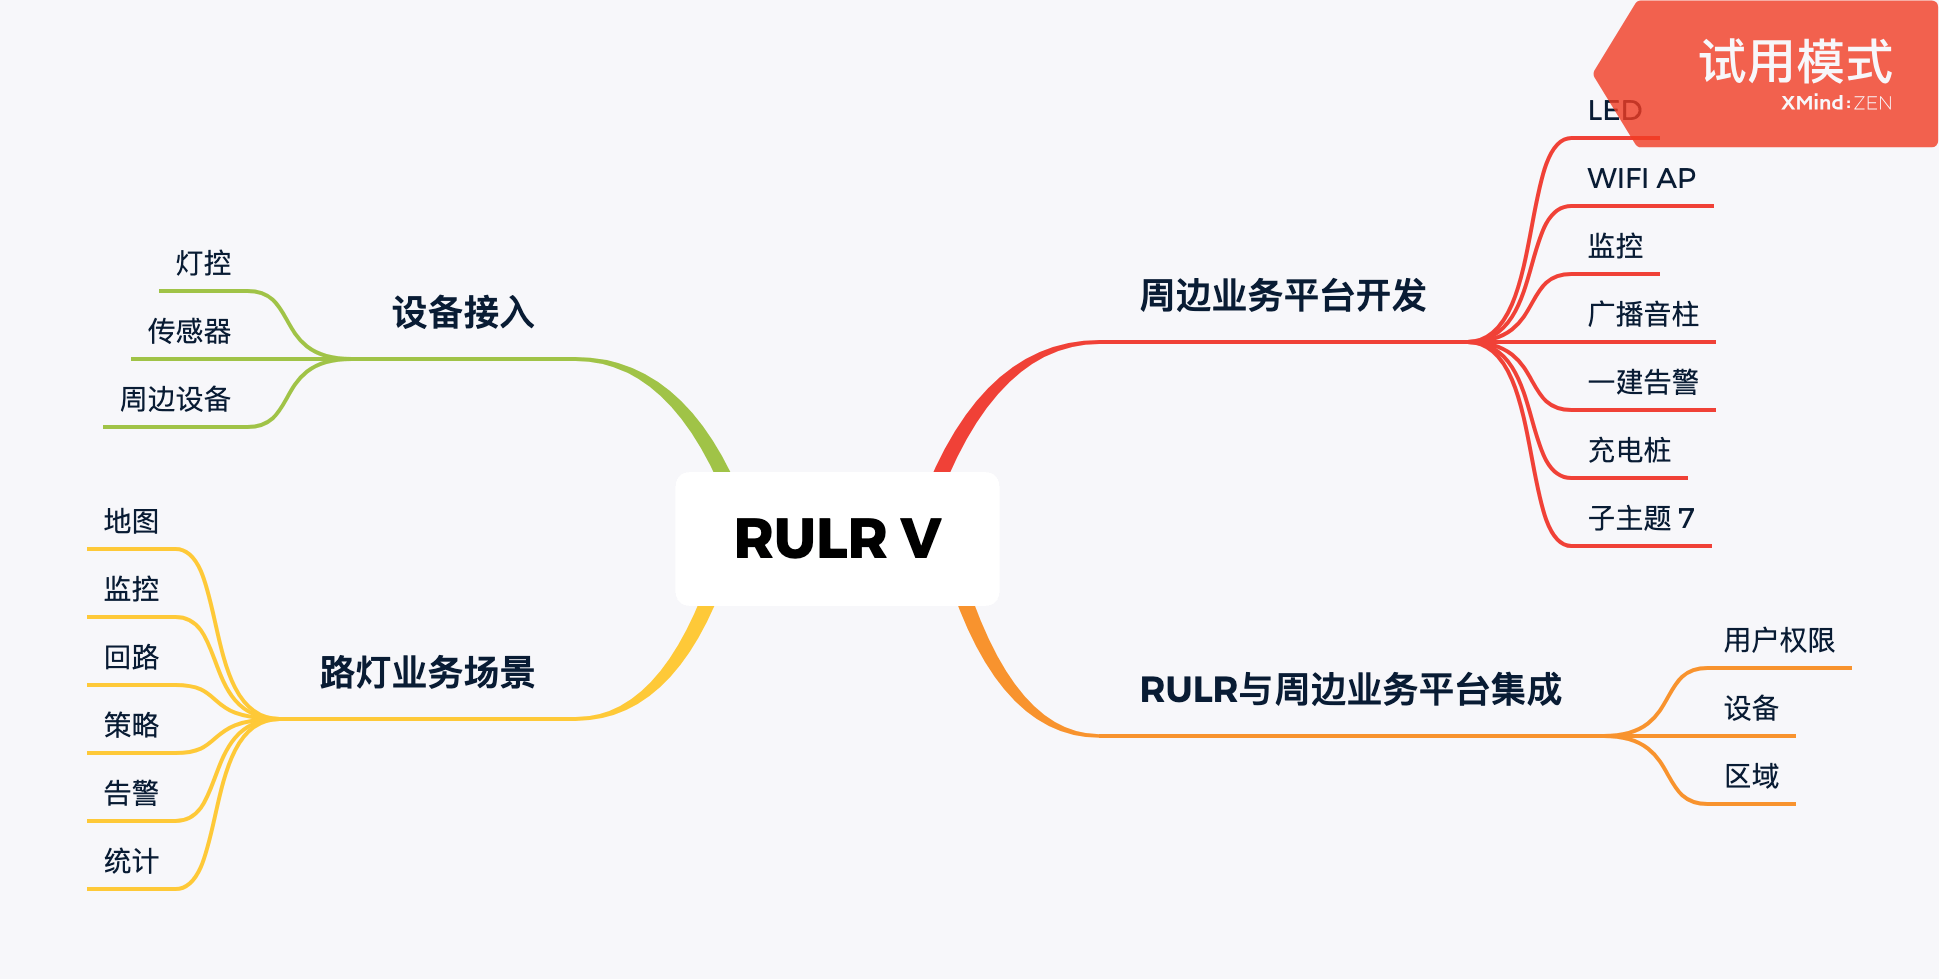 试用模式
XMind:ZEN
RULR V
周边业务平台开发
LED
WIFI AP
监控
广播音柱
一建告警
充电桩
子主题 7
RULR与周边业务平台集成
用户权限
设备
区域
设备接入
灯控
传感器
周边设备
路灯业务场景
地图
监控
回路
策略
告警
统计